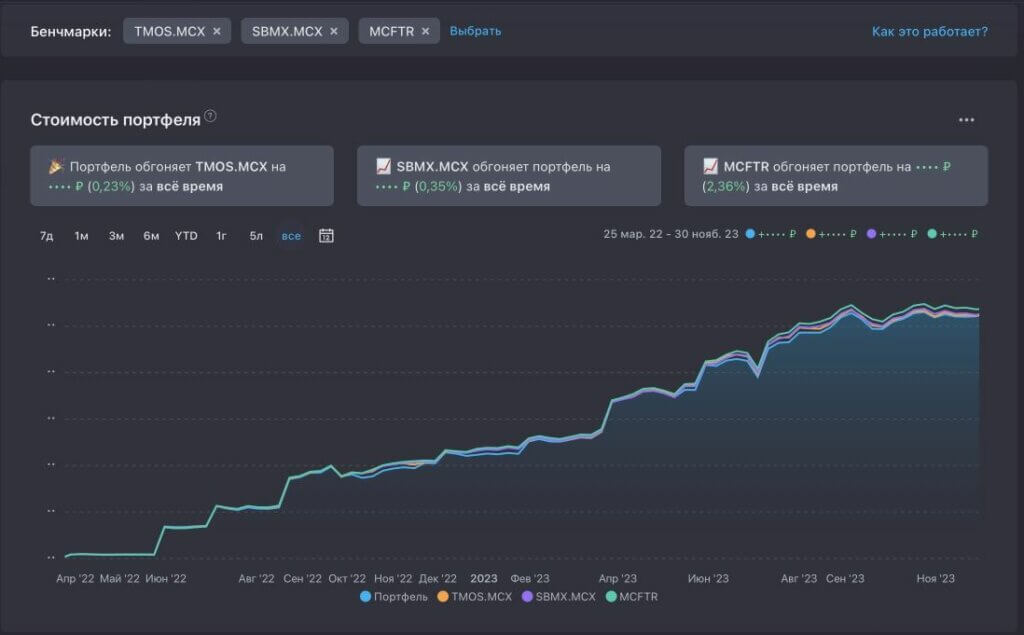 Бенчмарки: TMOS.MCX × SBMX.MCX × MCFTR × Выбрать Как это работает?
Стоимость портфеля ? •••
🎉 Портфель обгоняет TMOS.MCX на
•••• ₽ (0,23%) за всё время
📈 SBMX.MCX обгоняет портфель на
•••• ₽ (0,35%) за всё время
📈 MCFTR обгоняет портфель на •••• ₽
(2,36%) за всё время
7д 1м 3м 6м YTD 1г 5л все 12
25 мар. 22 - 30 нояб. 23 +•••• ₽ +•••• ₽ +•••• ₽ +•••• ₽
••
••
••
••
••
••
••
Апр '22 Май '22 Июн '22 Авг '22 Сен '22 Окт '22 Ноя '22 Дек '22 2023 Фев '23 Апр '23 Июн '23 Авг '23 Сен '23 Ноя '23
Портфель TMOS.MCX SBMX.MCX MCFTR